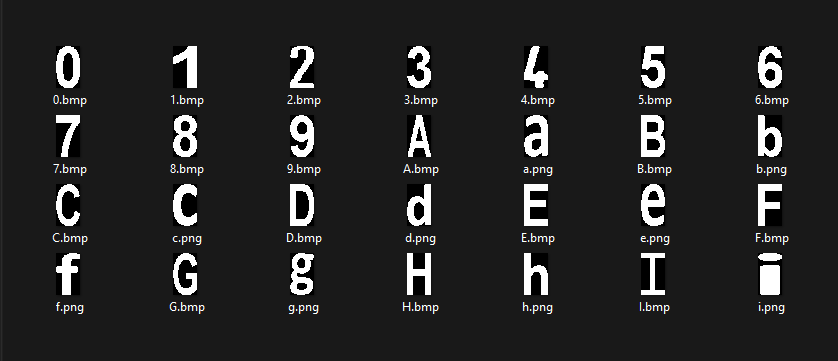 0 1 2 3 4 5 6
0.bmp 1.bmp 2.bmp 3.bmp 4.bmp 5.bmp 6.bmp
7 8 9 A a B b
7.bmp 8.bmp 9.bmp A.bmp a.png B.bmp b.png
C c D d E e F
C.bmp c.png D.bmp d.png E.bmp e.png F.bmp
f G g H h I i
f.png G.bmp g.png H.bmp h.png I.bmp i.png